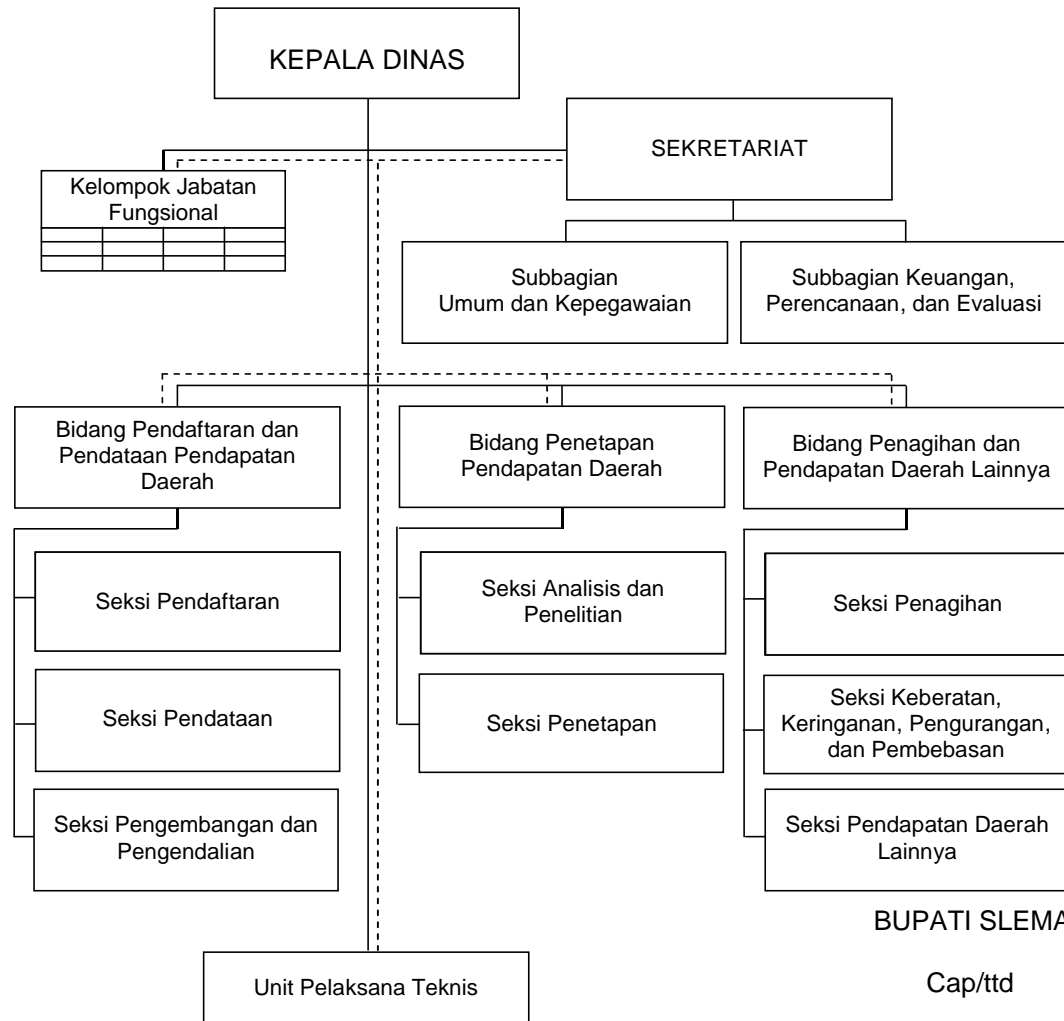 KEPALA DINAS
SEKRETARIAT
Kelompok Jabatan
Fungsional
Subbagian
Umum dan Kepegawaian
Subbagian Keuangan,
Perencanaan, dan Evaluasi
Bidang Pendaftaran dan
Pendataan Pendapatan
Daerah
Bidang Penetapan
Pendapatan Daerah
Bidang Penagihan dan
Pendapatan Daerah Lainnya
Seksi Pendaftaran
Seksi Analisis dan
Penelitian
Seksi Penagihan
Seksi Pendataan
Seksi Penetapan
Seksi Keberatan,
Keringanan, Pengurangan,
dan Pembebasan
Seksi Pengembangan dan
Pengendalian
Seksi Pendapatan Daerah
Lainnya
BUPATI SLEMA
Unit Pelaksana Teknis
Cap/ttd